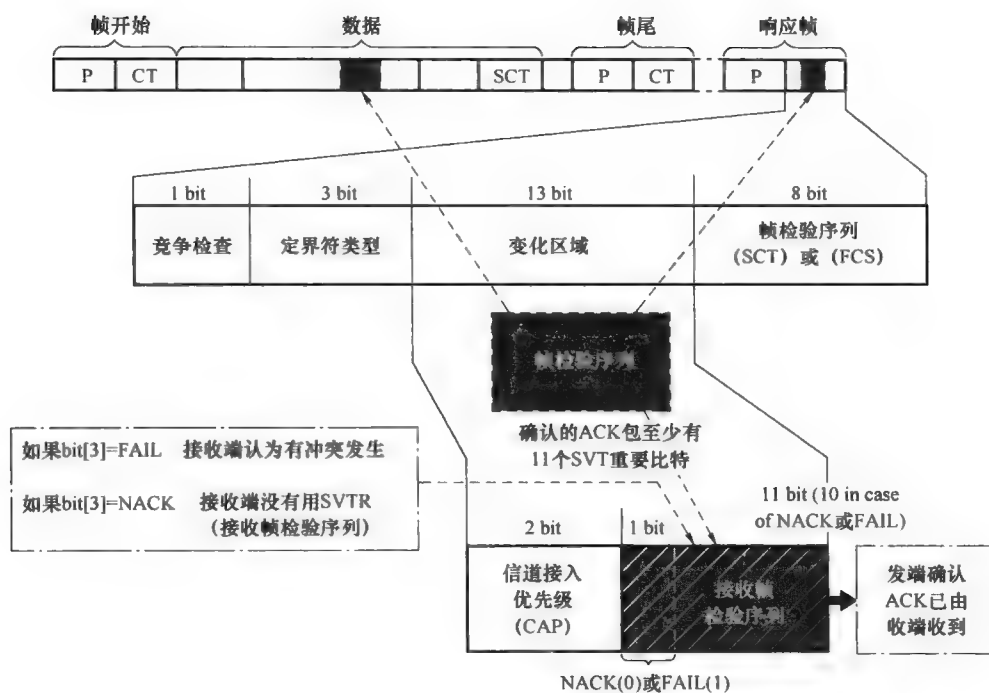 帧开始 数据 帧尾 响应帧
P CT SCT P CT P
1 bit 3 bit 13 bit 8 bit
竞争检查 定界符类型 变化区域 帧检验序列
(SCT) 或 (FCS)
帧检验序列
确认的ACK包至少有
11个SVT重要比特
如果bit[3]=FAIL 接收端认为有冲突发生
如果bit[3]=NACK 接收端没有用SVTR
(接收帧检验序列)
2 bit 1 bit 11 bit (10 in case
of NACK或FAIL)
信道接入
优先级
(CAP)
接收帧
检验序列
发端确认
ACK已由
收端收到
NACK(0)或FAIL(1)